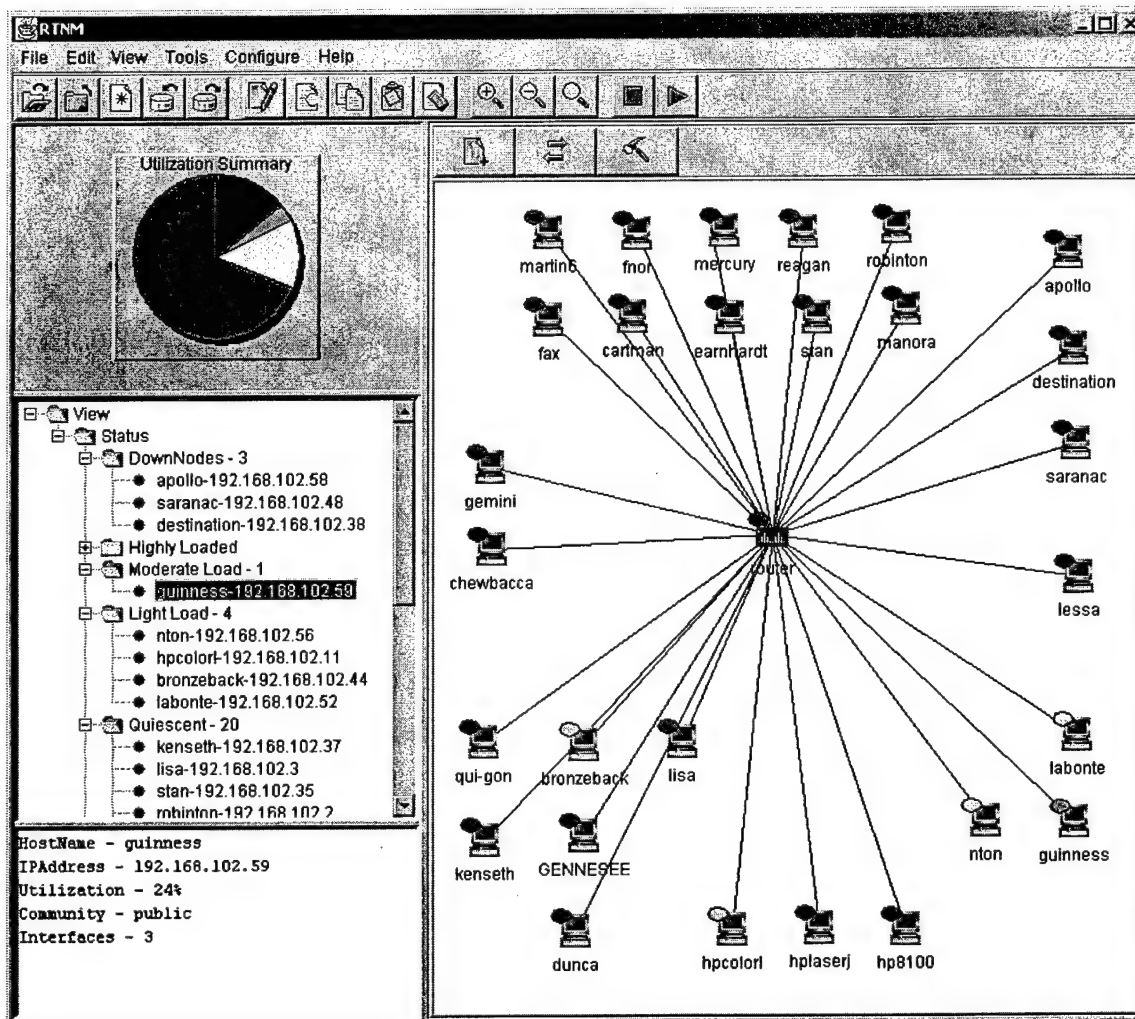 RTNM
File Edit View Tools Configure Help
Utilization Summary
View
Status
DownNodes - 3
apollo-192.168.102.58
saranac-192.168.102.48
destination-192.168.102.38
Highly Loaded
Moderate Load - 1
guinness-192.168.102.59
Light Load - 4
nton-192.168.102.56
hpcolorl-192.168.102.11
bronzeback-192.168.102.44
labonte-192.168.102.52
Quiescent - 20
kenseth-192.168.102.37
lisa-192.168.102.3
stan-192.168.102.35
robinton-192.168.102.2
HostName - guinness
IPAddress - 192.168.102.59
Utilization - 24%
Community - public
Interfaces - 3
martin6
fnor
mercury
reagan
robinton
apollo
fax
cartman
earnhardt
stan
manora
destination
saranac
gemini
chewbacca
router
lessa
qui-gon
bronzeback
lisa
labonte
kenseth
GENNESEE
nton
guinness
dunca
hpcolorl
hplaserj
hp8100